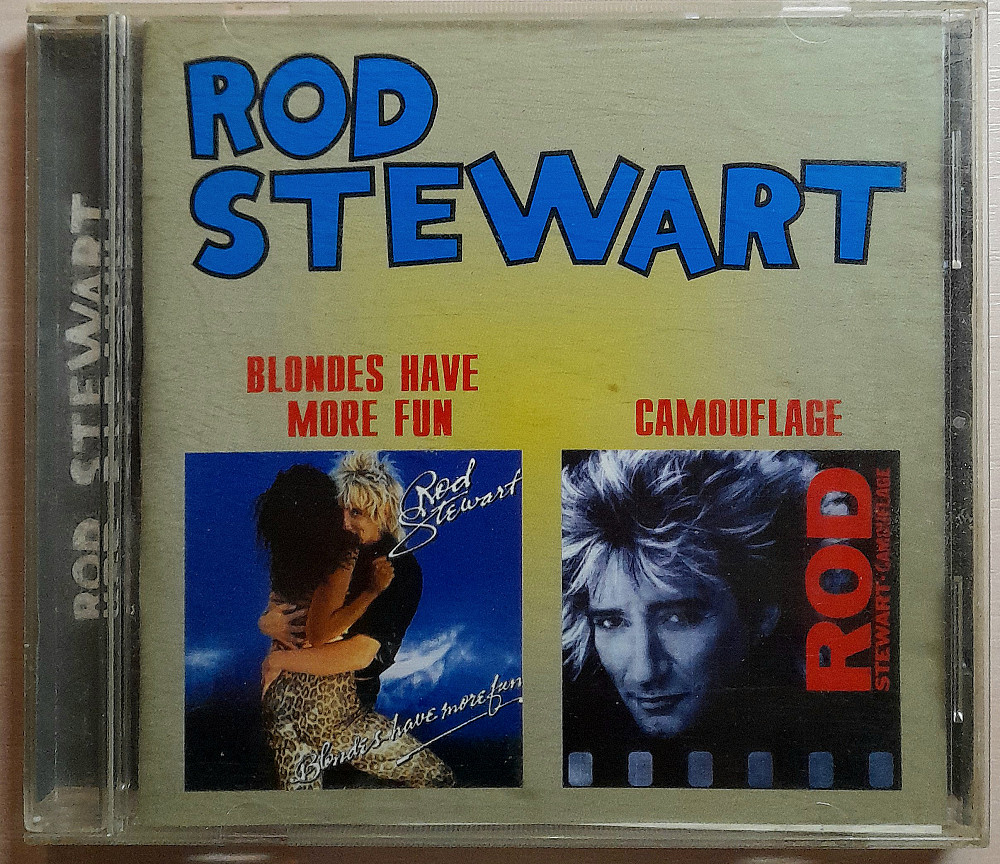 ROD STEWART
ROD
STEWART
BLONDES HAVE
MORE FUN
CAMOUFLAGE
Rod
Stewart
Blondes have more fun
ROD
STEWART·CAMOUFLAGE